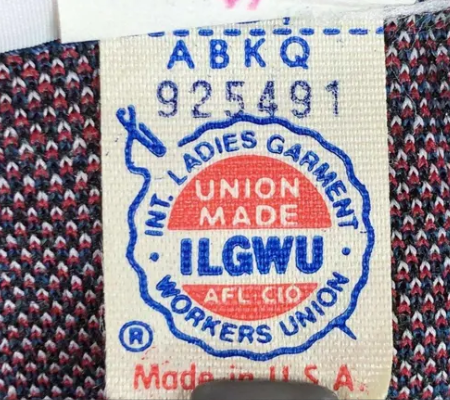 ABKQ
925491
INT. LADIES GARMENT
UNION
MADE
ILGWU
AFL-CIO
· WORKERS UNION ·
®
Made in U.S.A.